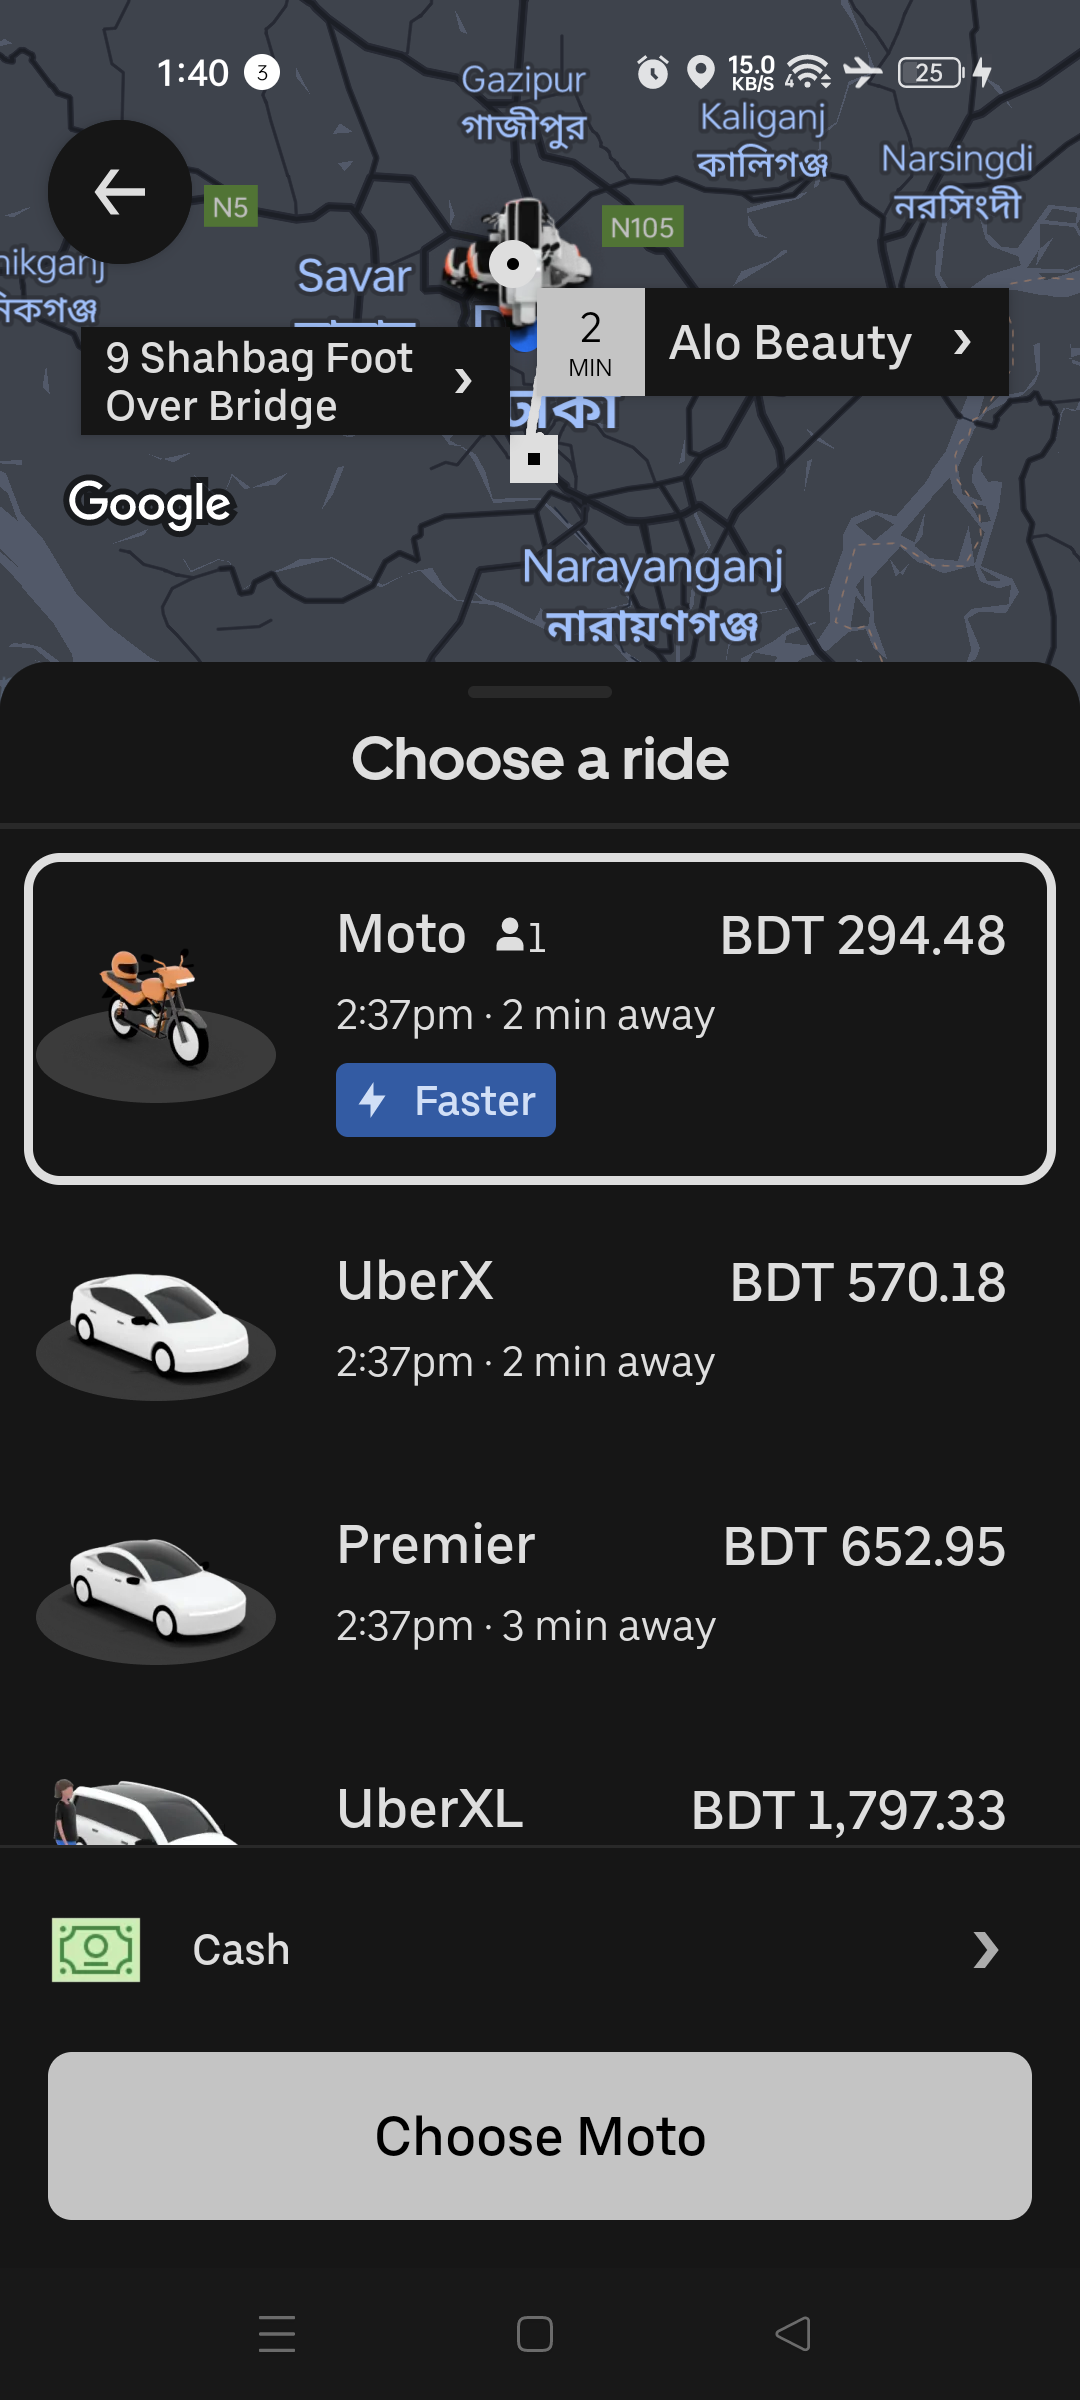 1:40 3 15.0 KB/S 4 25
Gazipur
গাজীপুর
Kaliganj
কালিগঞ্জ
Narsingdi
নরসিংদী
N5
N105
Savar
9 Shahbag Foot
Over Bridge
2
MIN
Alo Beauty
Google
Narayanganj
নারায়ণগঞ্জ
Choose a ride
Moto 1 BDT 294.48
2:37pm · 2 min away
Faster
UberX BDT 570.18
2:37pm · 2 min away
Premier BDT 652.95
2:37pm · 3 min away
UberXL BDT 1,797.33
Cash
Choose Moto